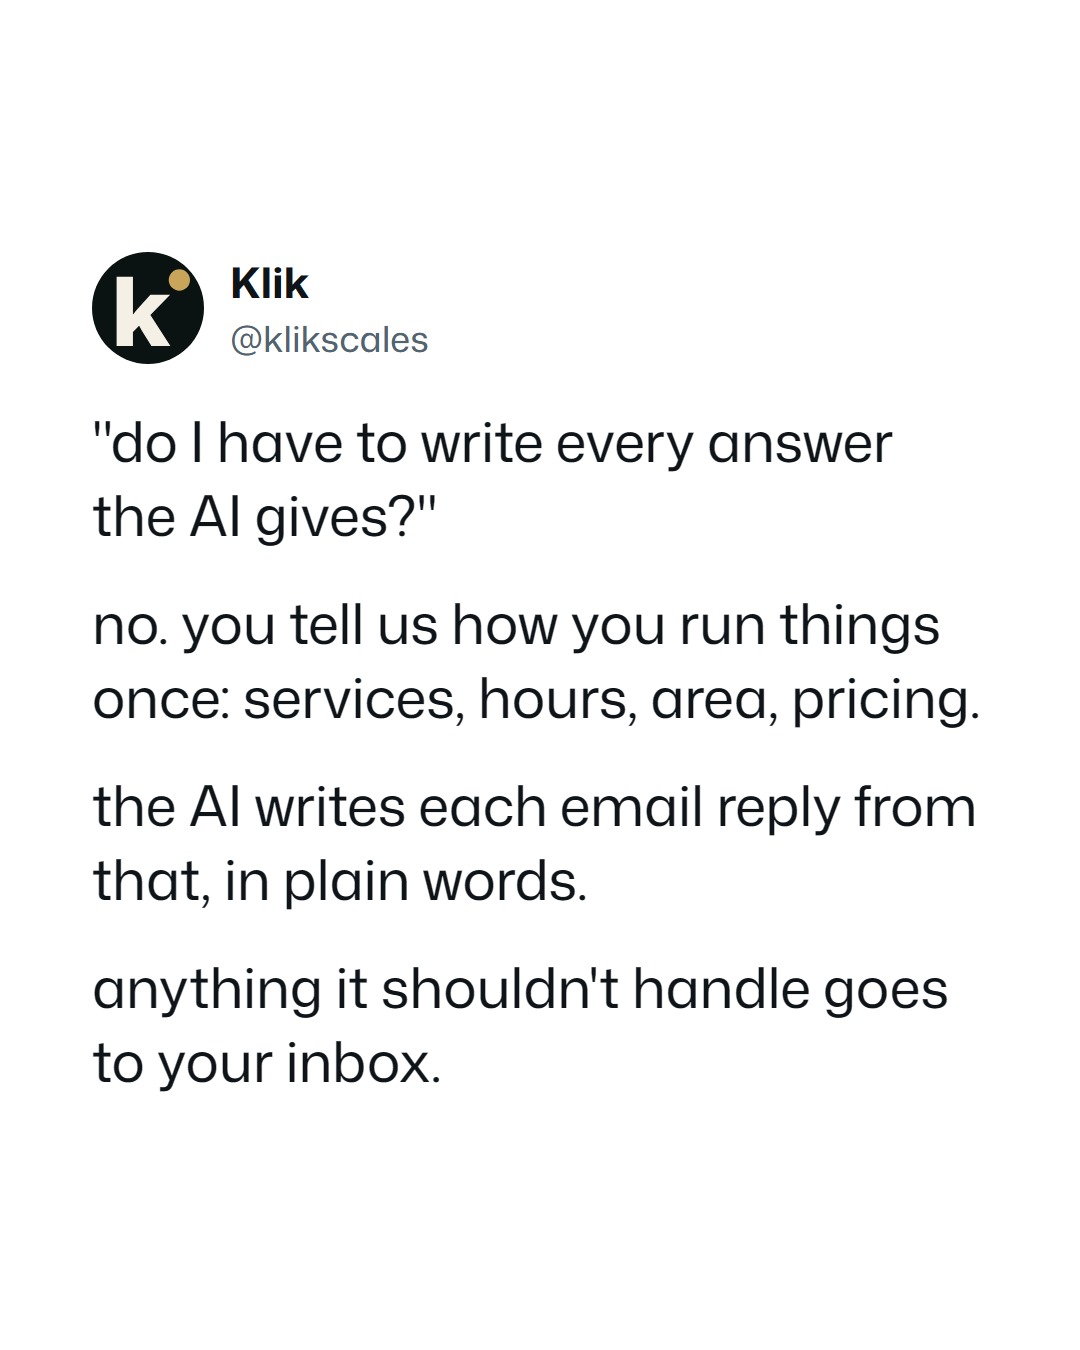 k
Klik
@klikscales
"do I have to write every answer
the AI gives?"
no. you tell us how you run things
once: services, hours, area, pricing.
the AI writes each email reply from
that, in plain words.
anything it shouldn't handle goes
to your inbox.